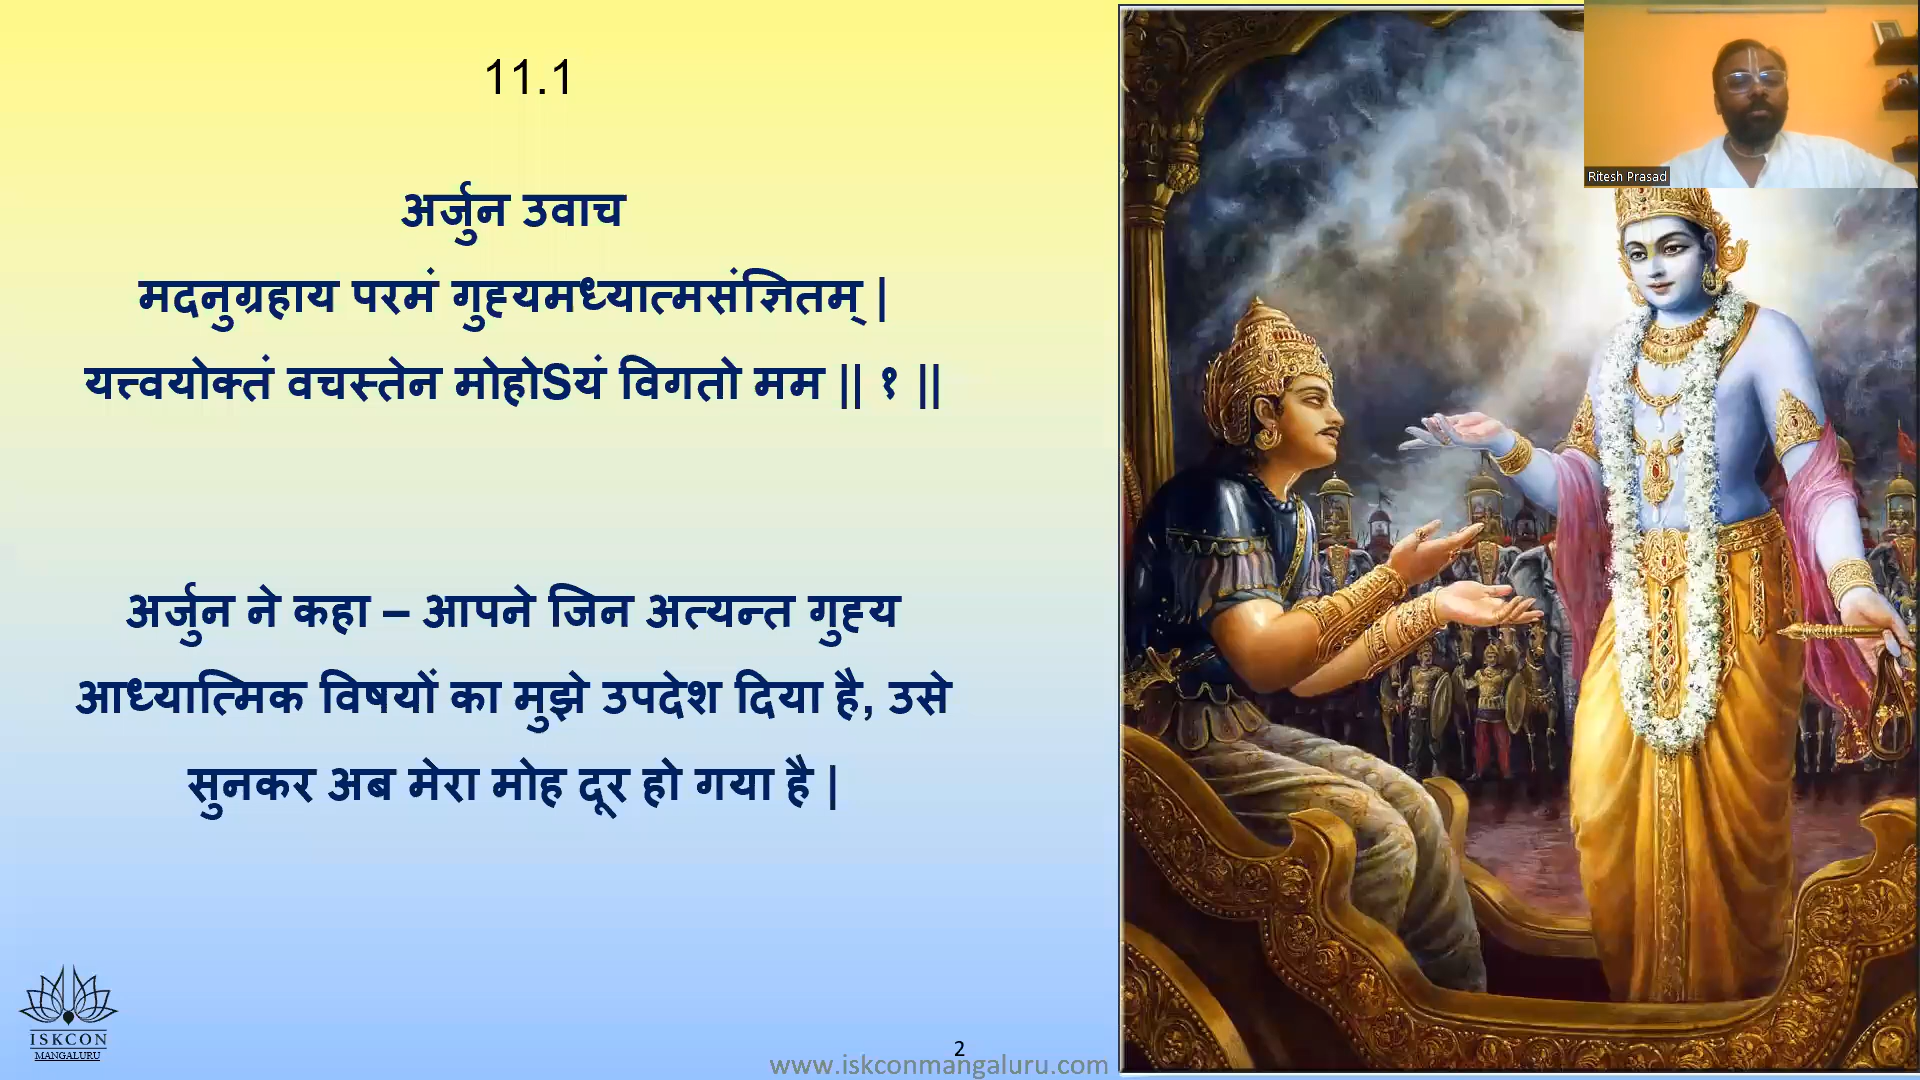 11.1
अर्जुन उवाच
मदनुग्रहाय परमं गुह्यमध्यात्मसंज्ञितम् |
यत्त्वयोक्तं वचस्तेन मोहोSयं विगतो मम || १ ||
अर्जुन ने कहा – आपने जिन अत्यन्त गुह्य
आध्यात्मिक विषयों का मुझे उपदेश दिया है, उसे
सुनकर अब मेरा मोह दूर हो गया है |
Ritesh Prasad
ISKCON
MANGALURU
2
www.iskconmangaluru.com